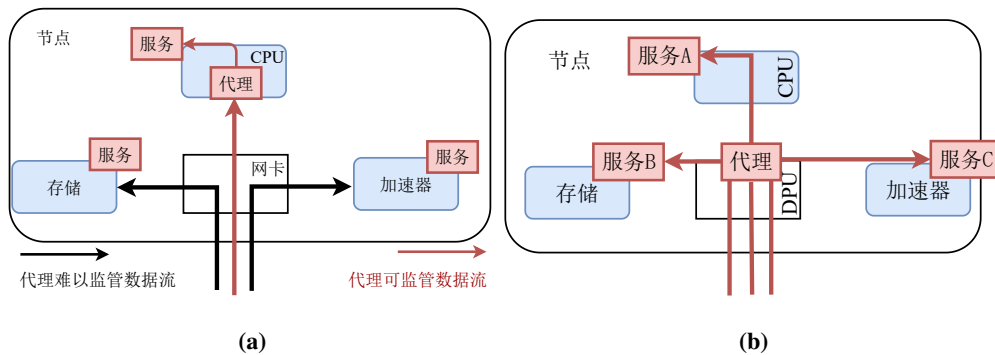 节点
服务
CPU
代理
服务
存储
网卡
服务
加速器
代理难以监管数据流
代理可监管数据流
(a)
节点
服务A
CPU
服务B
代理
服务C
存储
DPU
加速器
(b)